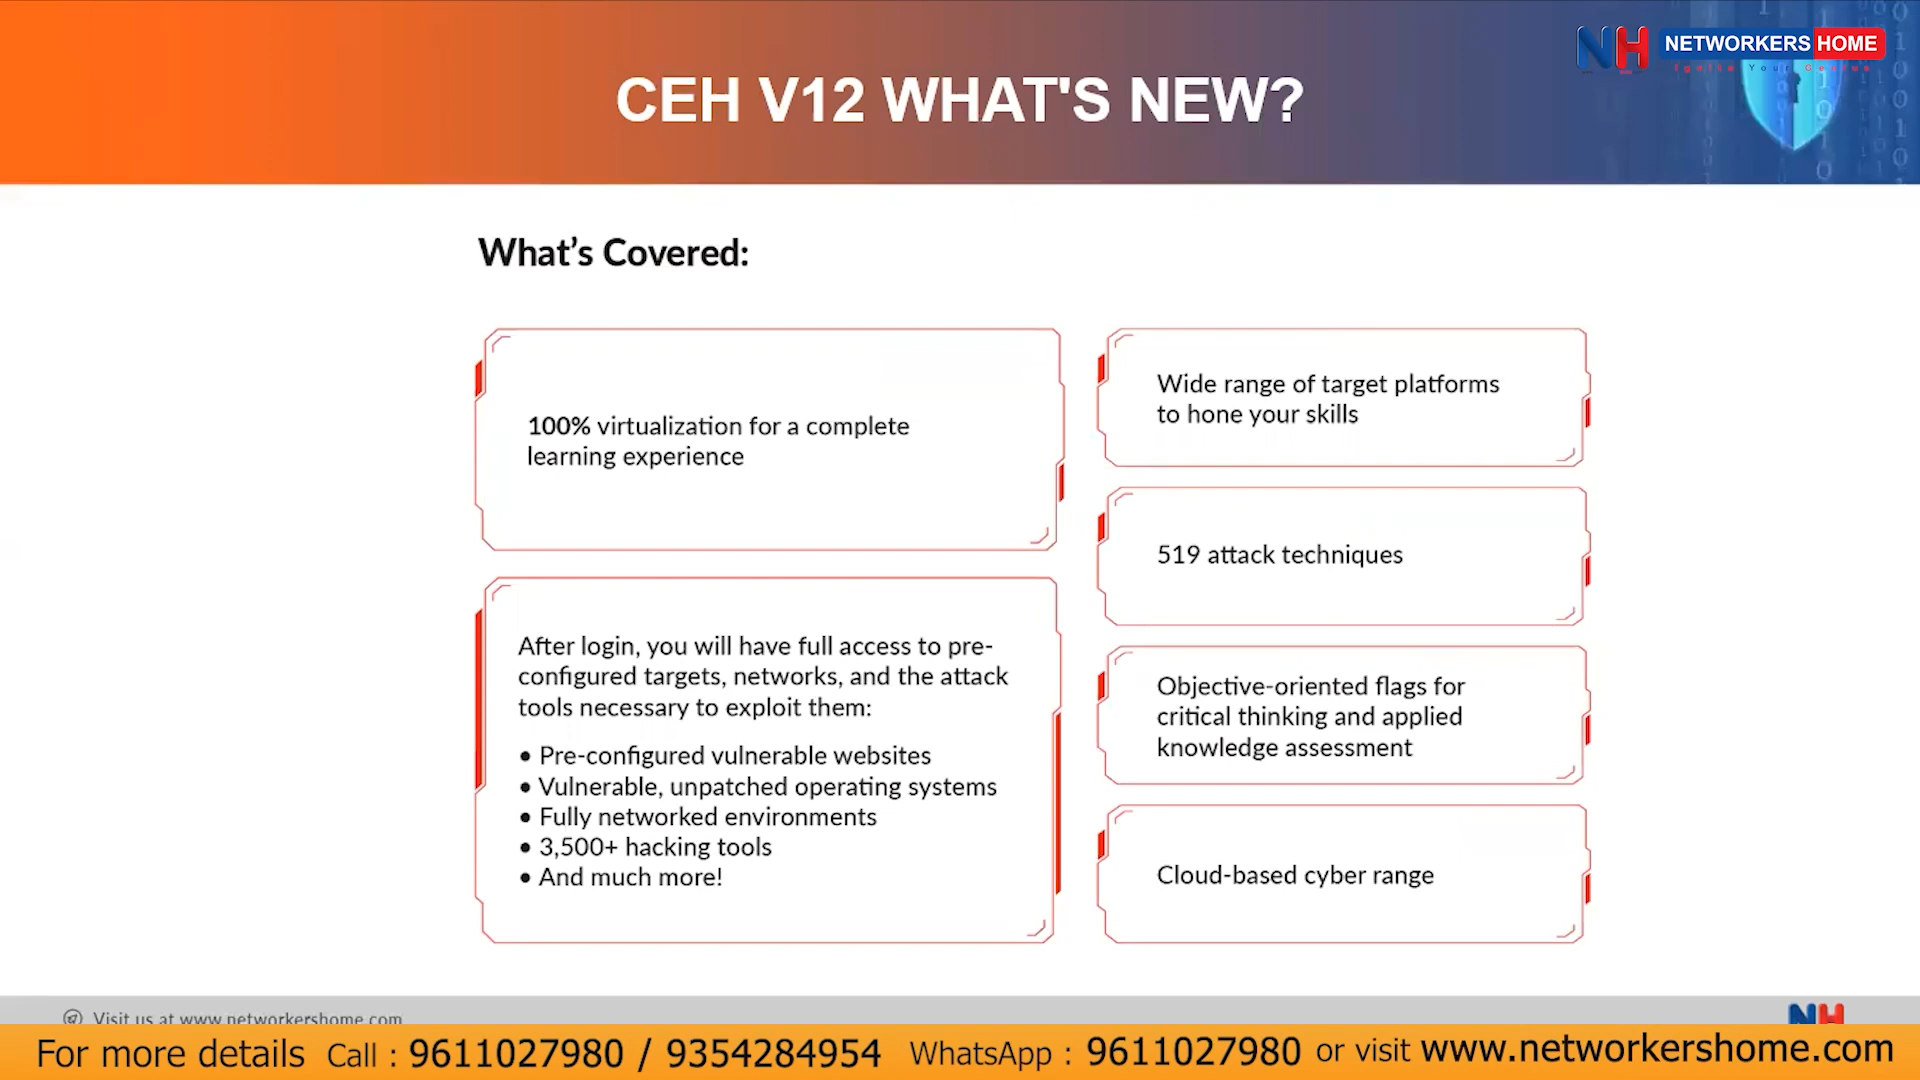 NH NETWORKERS HOME
Ignite Your Genius
CEH V12 WHAT'S NEW?
What's Covered:
100% virtualization for a complete
learning experience
After login, you will have full access to pre-
configured targets, networks, and the attack
tools necessary to exploit them:
• Pre-configured vulnerable websites
• Vulnerable, unpatched operating systems
• Fully networked environments
• 3,500+ hacking tools
• And much more!
Wide range of target platforms
to hone your skills
519 attack techniques
Objective-oriented flags for
critical thinking and applied
knowledge assessment
Cloud-based cyber range
Visit us at www.networkershome.com
NH
For more details Call : 9611027980 / 9354284954 WhatsApp : 9611027980 or visit www.networkershome.com